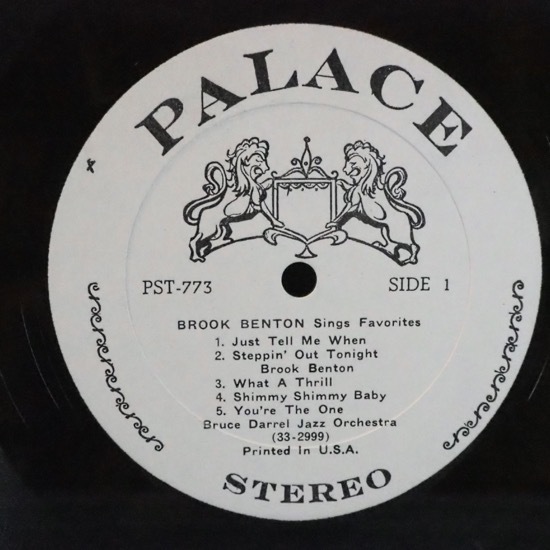 PALACE
PST-773 SIDE 1
BROOK BENTON Sings Favorites
1. Just Tell Me When
2. Steppin' Out Tonight
Brook Benton
3. What A Thrill
4. Shimmy Shimmy Baby
5. You're The One
Bruce Darrel Jazz Orchestra
(33-2999)
Printed In U.S.A.
STEREO